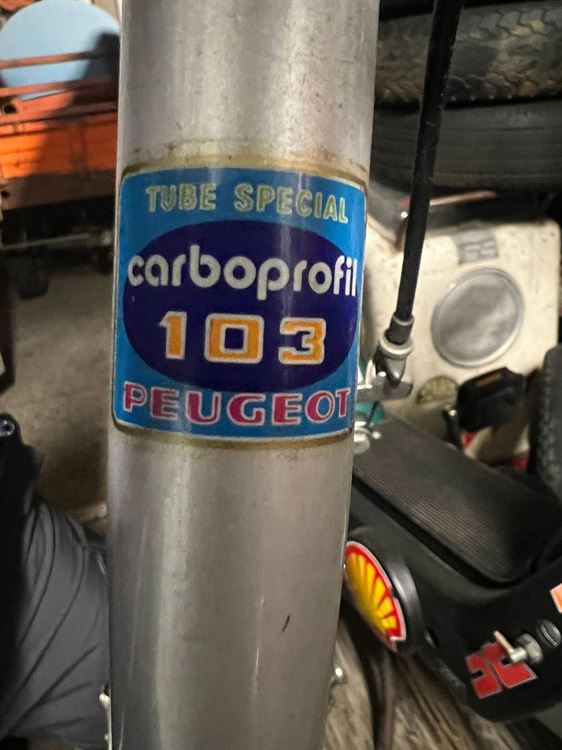 TUBE SPECIAL
carboprofil
103
PEUGEOT